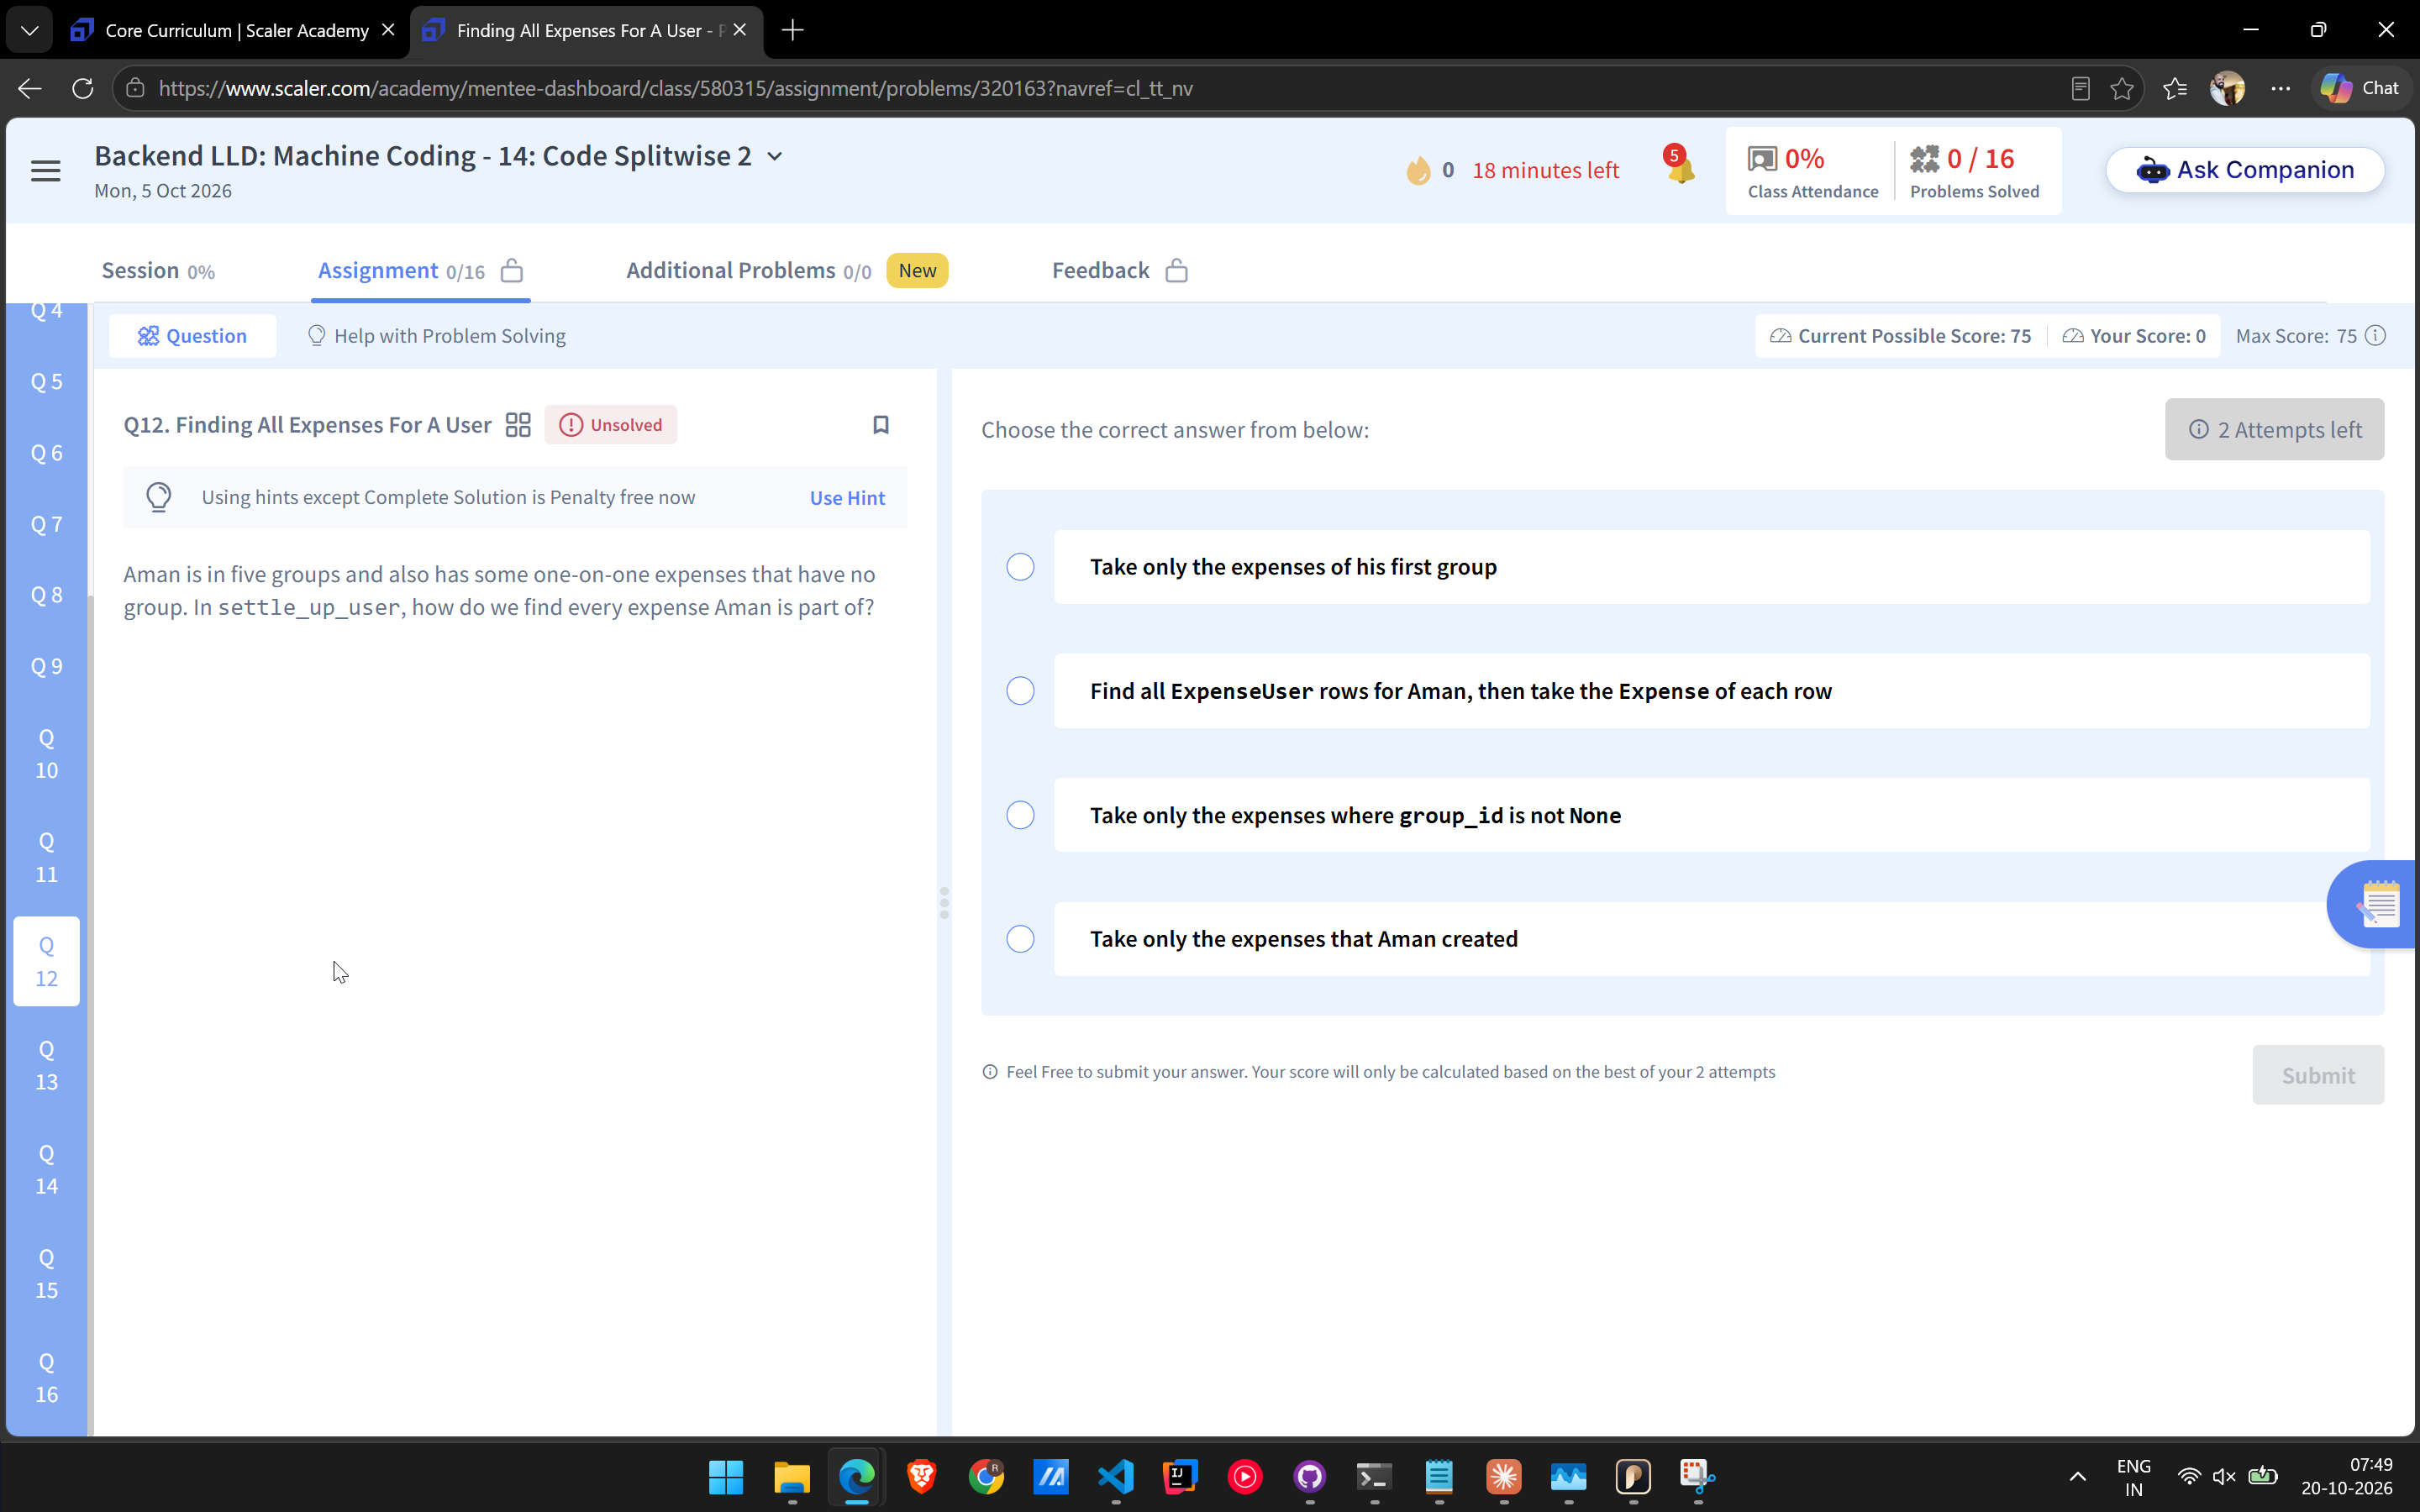 Core Curriculum | Scaler Academy
Finding All Expenses For A User - P
https://www.scaler.com/academy/mentee-dashboard/class/580315/assignment/problems/320163?navref=cl_tt_nv
Chat
Backend LLD: Machine Coding - 14: Code Splitwise 2
Mon, 5 Oct 2026
0
18 minutes left
5
0%
Class Attendance
0 / 16
Problems Solved
Ask Companion
Session 0%
Assignment 0/16
Additional Problems 0/0 New
Feedback
Question
Help with Problem Solving
Current Possible Score: 75
Your Score: 0
Max Score: 75
Q 4
Q 5
Q 6
Q 7
Q 8
Q 9
Q
10
Q
11
Q
12
Q
13
Q
14
Q
15
Q
16
Q12. Finding All Expenses For A User
Unsolved
Using hints except Complete Solution is Penalty free now
Use Hint
Aman is in five groups and also has some one-on-one expenses that have no
group. In settle_up_user, how do we find every expense Aman is part of?
Choose the correct answer from below:
2 Attempts left
Take only the expenses of his first group
Find all ExpenseUser rows for Aman, then take the Expense of each row
Take only the expenses where group_id is not None
Take only the expenses that Aman created
Feel Free to submit your answer. Your score will only be calculated based on the best of your 2 attempts
Submit
R
IJ
ENG
IN
07:49
20-10-2026